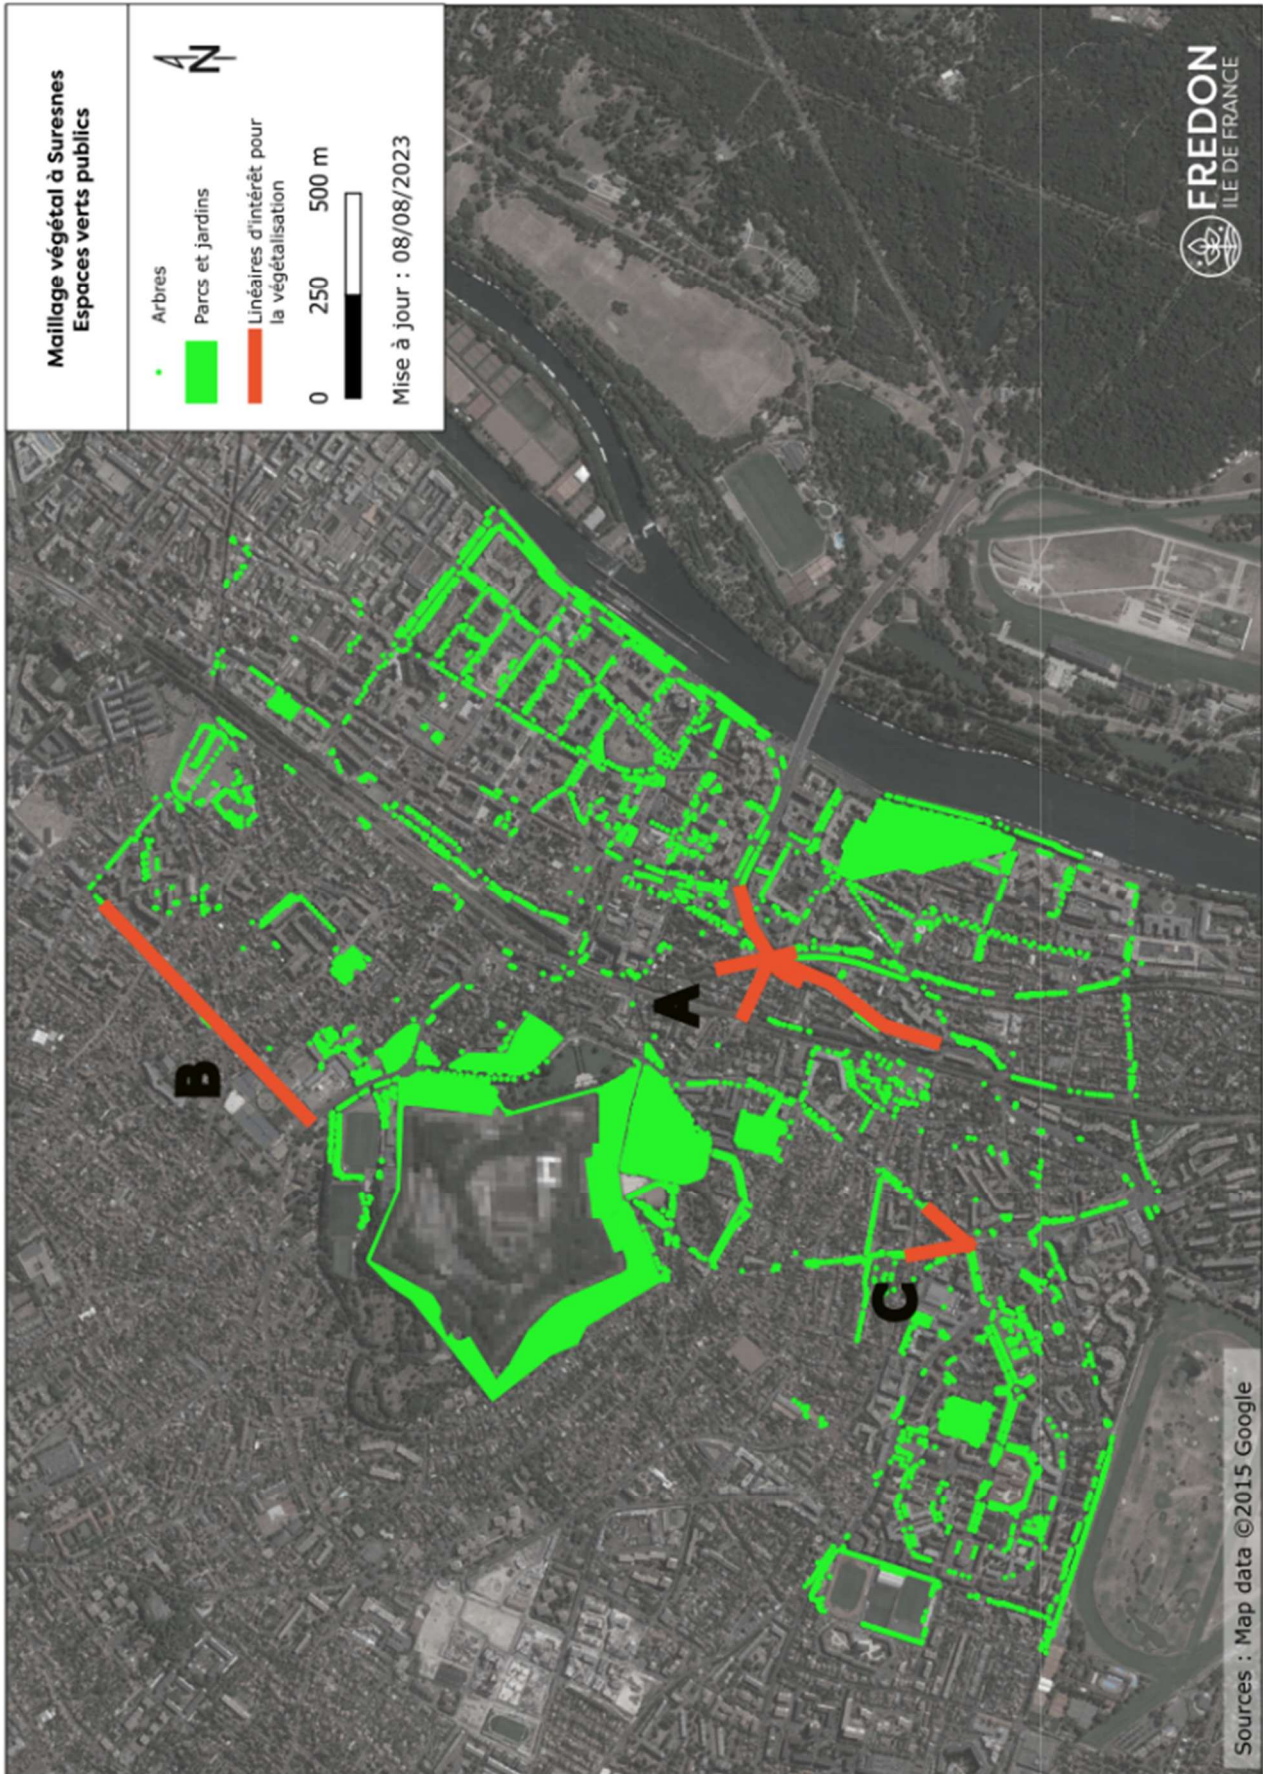 Maillage végétal à Suresnes
Espaces verts publics
N
Arbres
Parcs et jardins
Linéaires d'intérêt pour
la végétalisation
0 250 500 m
Mise à jour : 08/08/2023
B
A
C
H
FREDON
ILE DE FRANCE
Sources : Map data ©2015 Google